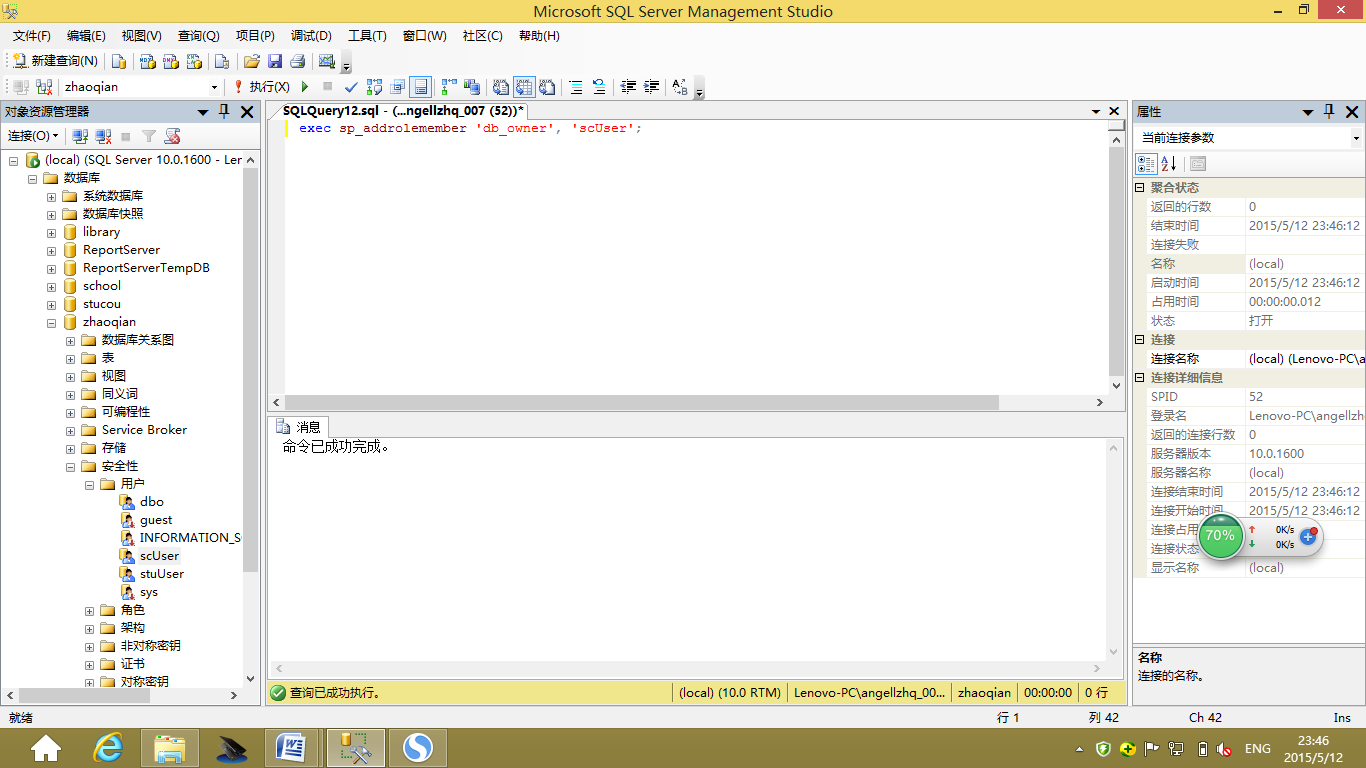 Microsoft SQL Server Management Studio
文件(F) 编辑(E) 视图(V) 查询(Q) 项目(P) 调试(D) 工具(T) 窗口(W) 社区(C) 帮助(H)
新建查询(N)
zhaoqian 执行(X)
对象资源管理器
连接(O)
(local) (SQL Server 10.0.1600 - Ler
数据库
系统数据库
数据库快照
library
ReportServer
ReportServerTempDB
school
stucou
zhaoqian
数据库关系图
表
视图
同义词
可编程性
Service Broker
存储
安全性
用户
dbo
guest
INFORMATION_S
scUser
stuUser
sys
角色
架构
非对称密钥
证书
对称密钥
SQLQuery12.sql - (...ngellzhq_007 (52))*
exec sp_addrolemember 'db_owner', 'scUser';
消息
命令已成功完成。
查询已成功执行。 (local) (10.0 RTM) Lenovo-PC\angellzhq_00... zhaoqian 00:00:00 0 行
属性
当前连接参数
聚合状态
返回的行数 0
结束时间 2015/5/12 23:46:12
连接失败
名称 (local)
启动时间 2015/5/12 23:46:12
占用时间 00:00:00.012
状态 打开
连接
连接名称 (local) (Lenovo-PC\a
连接详细信息
SPID 52
登录名 Lenovo-PC\angellzh
返回的连接行数 0
服务器版本 10.0.1600
服务器名称 (local)
连接结束时间 2015/5/12 23:46:12
连接开始时间 2015/5/12 23:46:12
连接占用
连接状态
显示名称 (local)
70%
0K/s
0K/s
名称
连接的名称。
就绪 行 1 列 42 Ch 42 Ins
ENG
23:46
2015/5/12